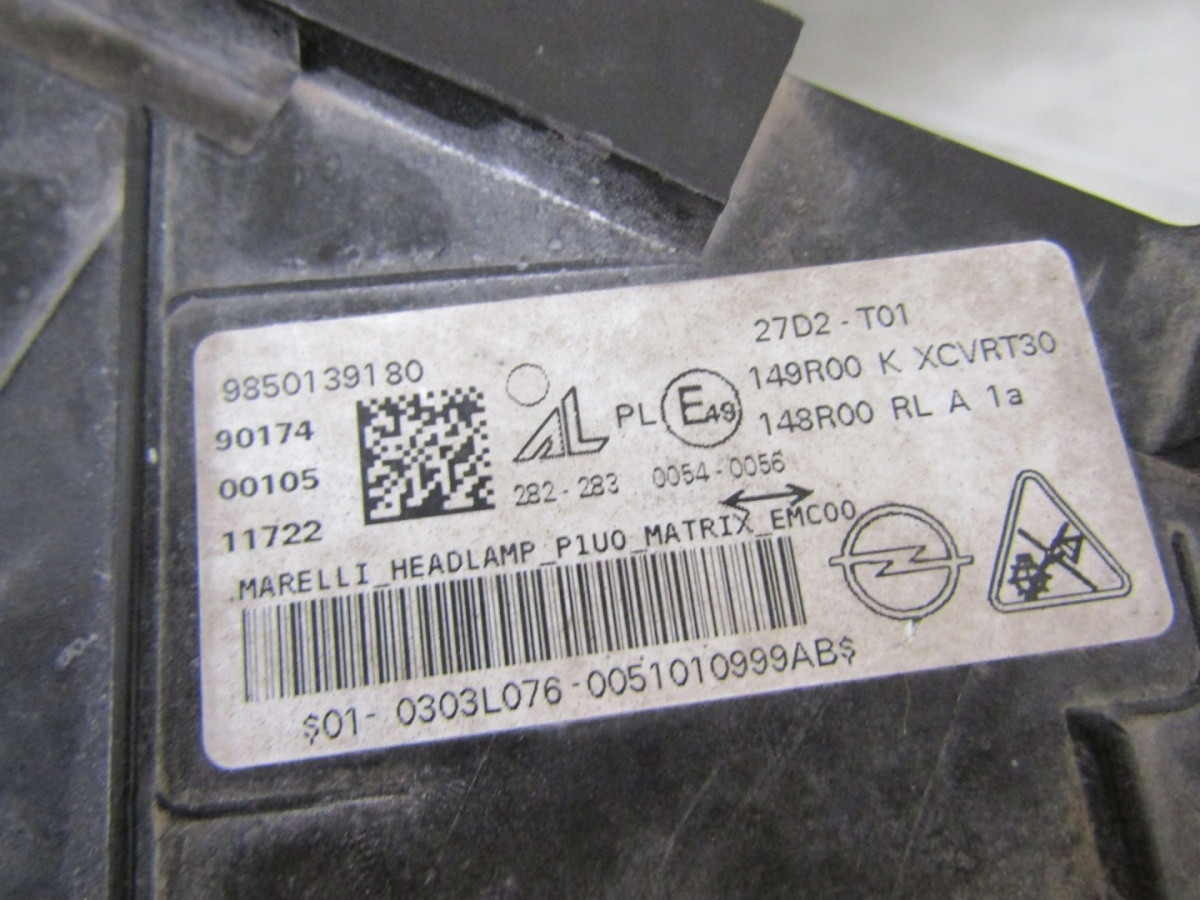 27D2-T01
9850139180
149R00 K XCVRT30
90174
AL PL E49
148R00 RL A 1a
00105
282-283 0054-0056
11722
MARELLI_HEADLAMP_P1U0_MATRIX_EMC00
$01-0303L076-0051010999AB$